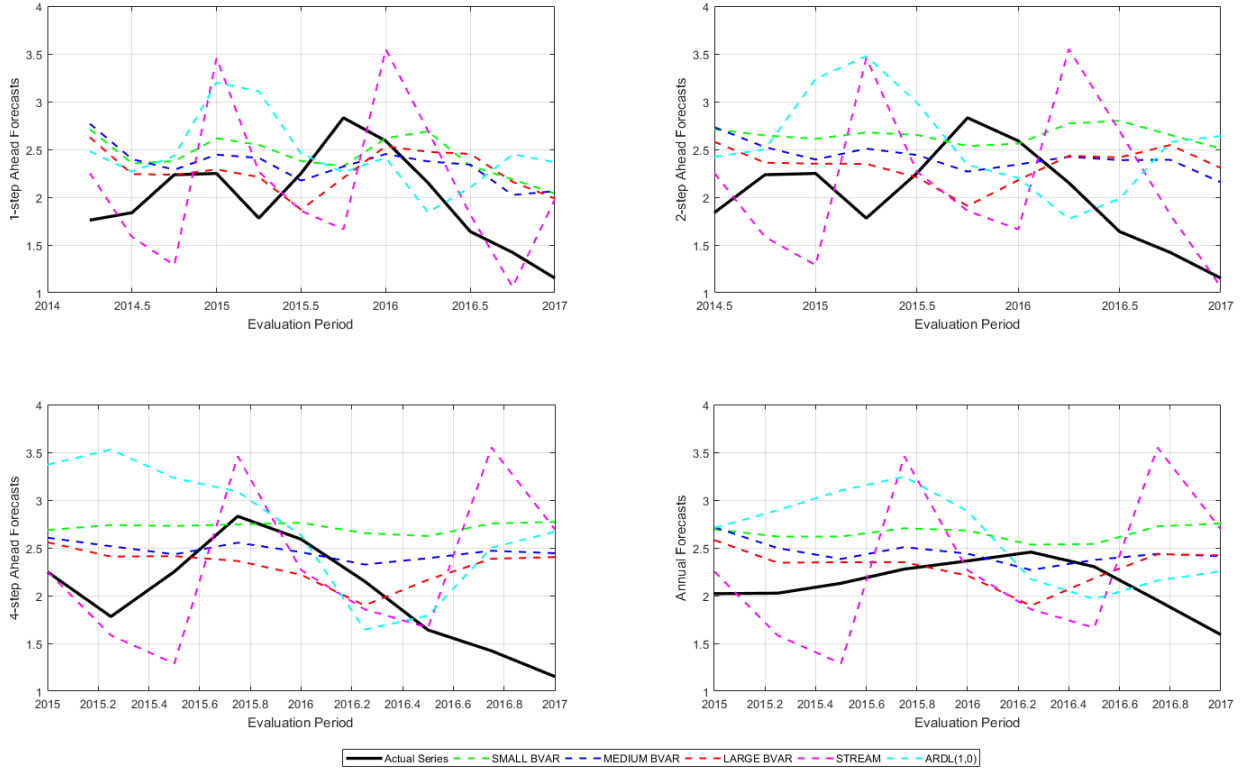 4
4
3.5
3.5
3
3
2.5
2.5
2
2
1.5
1.5
1
1
1-step Ahead Forecasts
2-step Ahead Forecasts
2014 2014.5 2015 2015.5 2016 2016.5 2017
2014.5 2015 2015.5 2016 2016.5 2017
Evaluation Period
Evaluation Period
4
4
3.5
3.5
3
3
2.5
2.5
2
2
1.5
1.5
1
1
4-step Ahead Forecasts
Annual Forecasts
2015 2015.2 2015.4 2015.6 2015.8 2016 2016.2 2016.4 2016.6 2016.8 2017
2015 2015.2 2015.4 2015.6 2015.8 2016 2016.2 2016.4 2016.6 2016.8 2017
Evaluation Period
Evaluation Period
Actual Series SMALL BVAR MEDIUM BVAR LARGE BVAR STREAM ARDL(1,0)